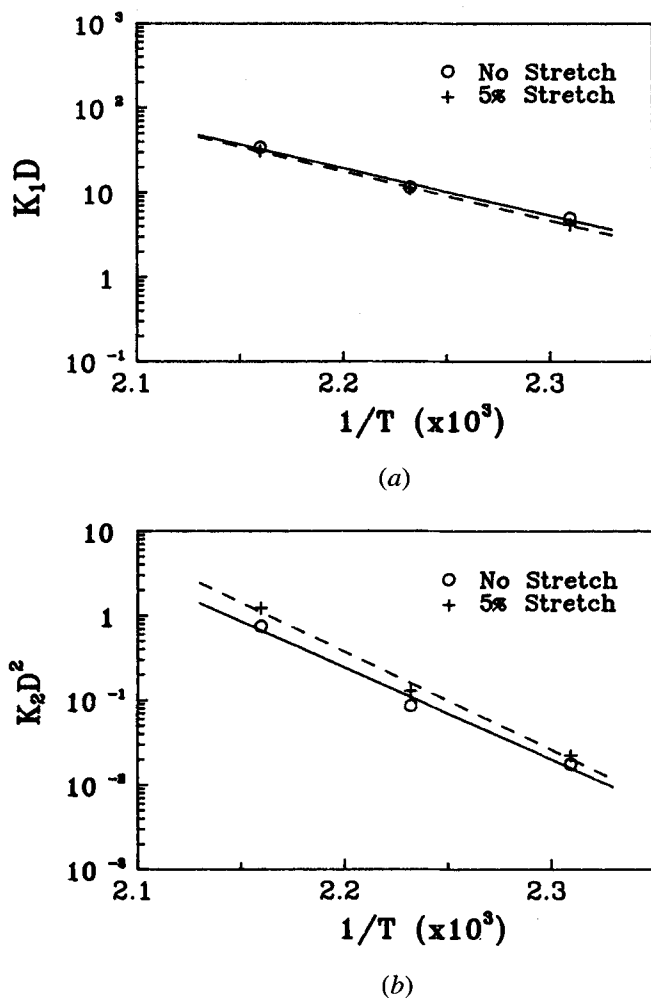 10³
No Stretch
5% Stretch
10²
K₁D
10
1
10⁻¹
2.1 2.2 2.3
1/T (x10³)
(a)
10
No Stretch
5% Stretch
1
K₂D²
10⁻¹
10⁻²
10⁻³
2.1 2.2 2.3
1/T (x10³)
(b)